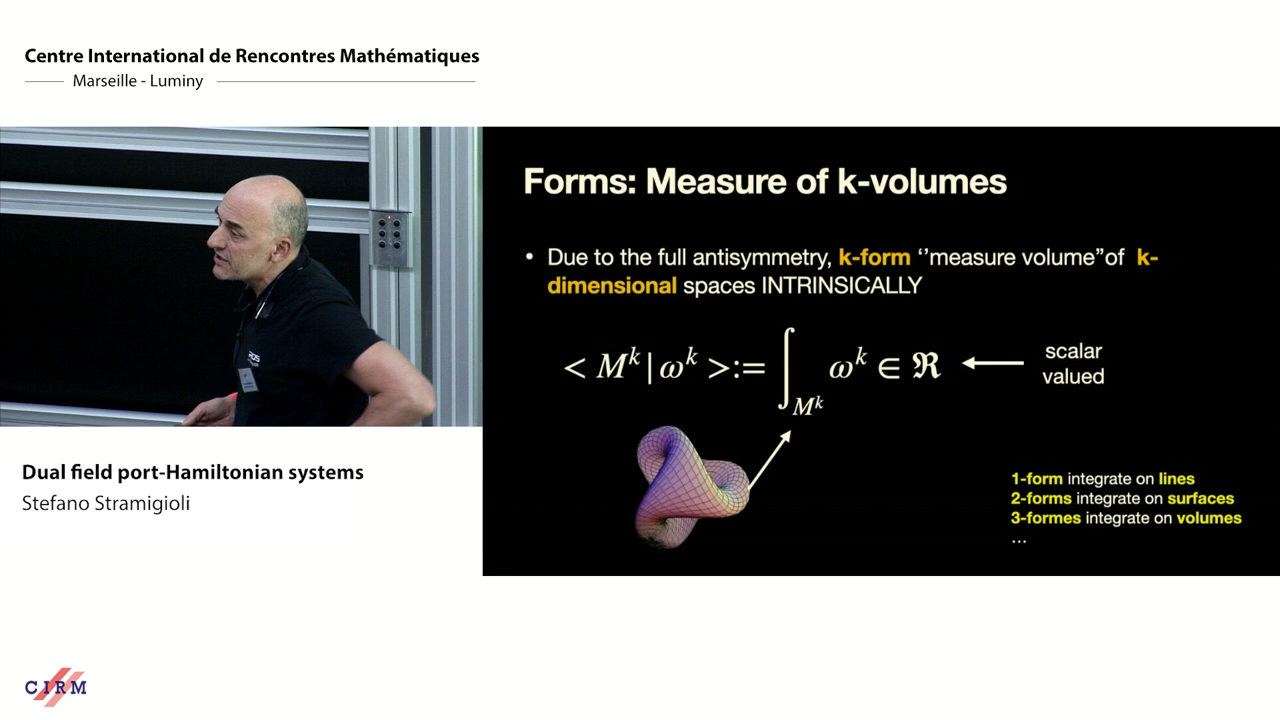 Centre International de Rencontres Mathématiques
Marseille - Luminy
Forms: Measure of k-volumes
• Due to the full antisymmetry, k-form ‘’measure volume”of k-
dimensional spaces INTRINSICALLY
< M^k | ω^k >:= ∫_{M^k} ω^k ∈ ℜ
scalar
valued
1-form integrate on lines
2-forms integrate on surfaces
3-formes integrate on volumes
...
Dual field port-Hamiltonian systems
Stefano Stramigioli
CIRM